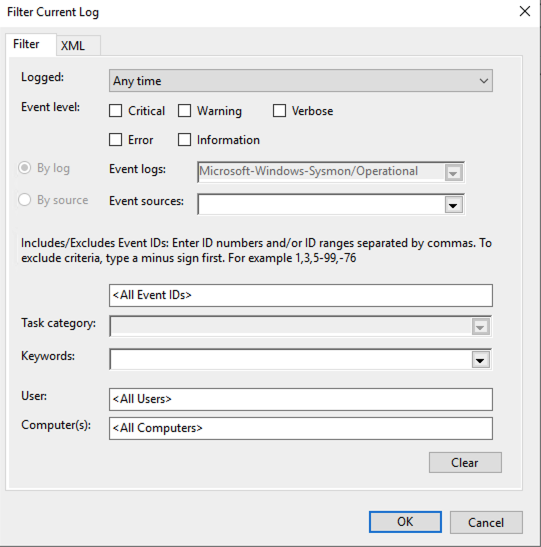 Filter Current Log
Filter XML
Logged: Any time
Event level: Critical Warning Verbose
Error Information
By log Event logs: Microsoft-Windows-Sysmon/Operational
By source Event sources:
Includes/Excludes Event IDs: Enter ID numbers and/or ID ranges separated by commas. To
exclude criteria, type a minus sign first. For example 1,3,5-99,-76
<All Event IDs>
Task category:
Keywords:
User: <All Users>
Computer(s): <All Computers>
Clear
OK Cancel